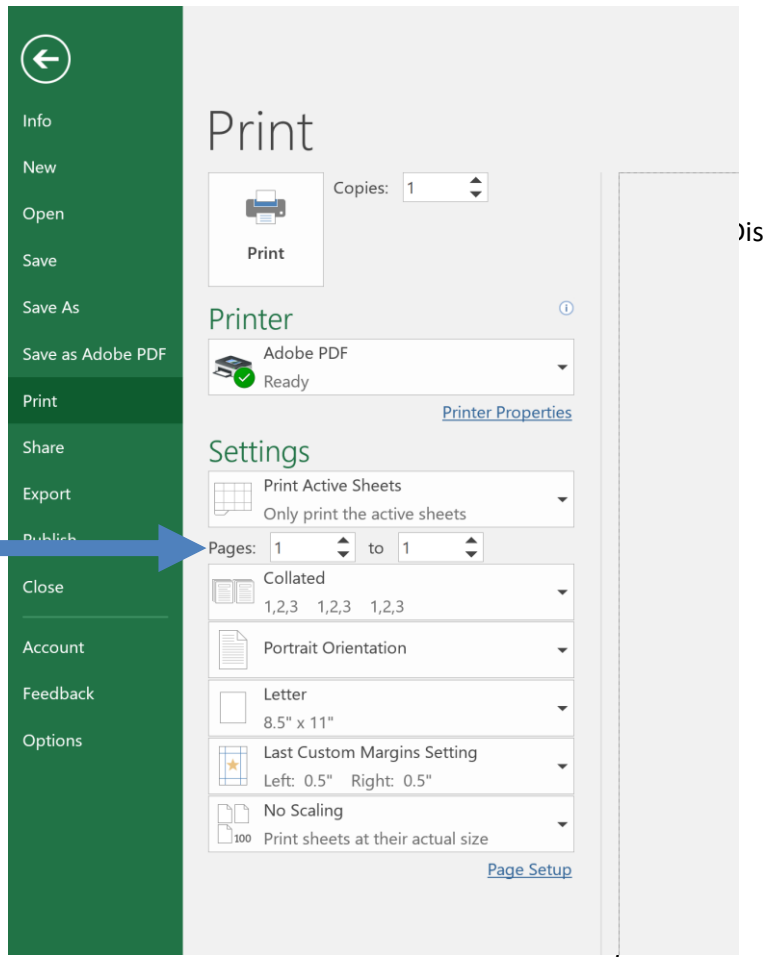 Info
New
Open
Save
Save As
Save as Adobe PDF
Print
Share
Export
Publish
Close
Account
Feedback
Options
Print
Copies: 1
Print
Printer
Adobe PDF
Ready
Printer Properties
Settings
Print Active Sheets
Only print the active sheets
Pages: 1 to 1
Collated
1,2,3 1,2,3 1,2,3
Portrait Orientation
Letter
8.5" x 11"
Last Custom Margins Setting
Left: 0.5" Right: 0.5"
No Scaling
100 Print sheets at their actual size
Page Setup